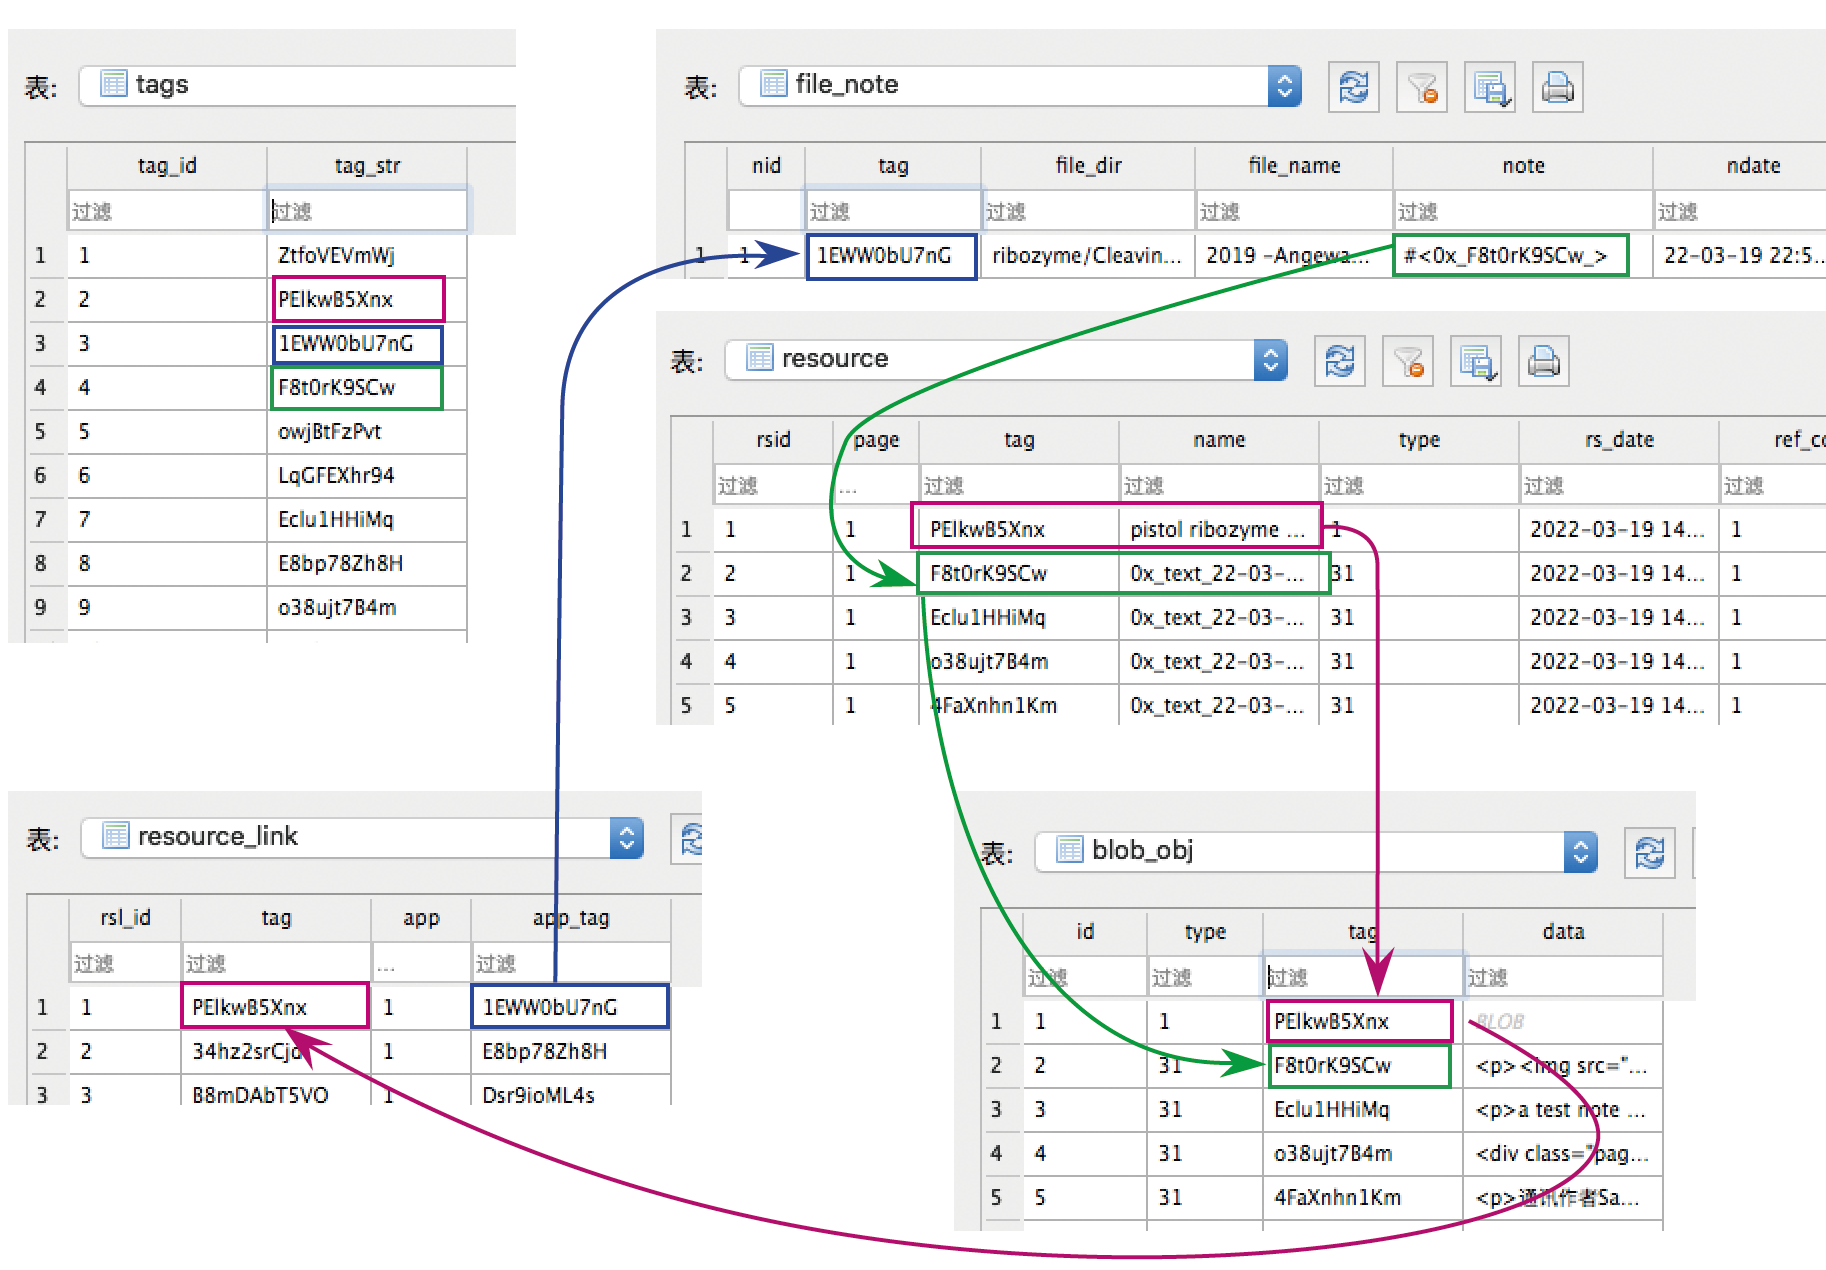 表: tags
tag_id tag_str
过滤 过滤
1 1 ZtfoVEVmWj
2 2 PElkwB5Xnx
3 3 1EWW0bU7nG
4 4 F8t0rK9SCw
5 5 owjBtFzPvt
6 6 LqGFEXhr94
7 7 Eclu1HHiMq
8 8 E8bp78Zh8H
9 9 o38ujt7B4m
表: file_note
nid tag file_dir file_name note ndate
过滤 过滤 过滤 过滤 过滤
1 1 1EWW0bU7nG ribozyme/Cleavin... 2019 -Angewa... #<0x_F8t0rK9SCw_> 22-03-19 22:5...
表: resource
rsid page tag name type rs_date ref_co
过滤 ... 过滤 过滤 过滤 过滤 过滤
1 1 1 PElkwB5Xnx pistol ribozyme ... 1 2022-03-19 14... 1
2 2 1 F8t0rK9SCw 0x_text_22-03-... 31 2022-03-19 14... 1
3 3 1 Eclu1HHiMq 0x_text_22-03-... 31 2022-03-19 14... 1
4 4 1 o38ujt7B4m 0x_text_22-03-... 31 2022-03-19 14... 1
5 5 1 4FaXnhn1Km 0x_text_22-03-... 31 2022-03-19 14... 1
表: resource_link
rsl_id tag app app_tag
过滤 过滤 ... 过滤
1 1 PElkwB5Xnx 1 1EWW0bU7nG
2 2 34hz2srCjd 1 E8bp78Zh8H
3 3 B8mDAbT5VO 1 Dsr9ioML4s
表: blob_obj
id type tag data
过滤 过滤 过滤 过滤
1 1 1 PElkwB5Xnx BLOB
2 2 31 F8t0rK9SCw <p><img src="...
3 3 31 Eclu1HHiMq <p>a test note ...
4 4 31 o38ujt7B4m <div class="pag...
5 5 31 4FaXnhn1Km <p>通讯作者Sa...